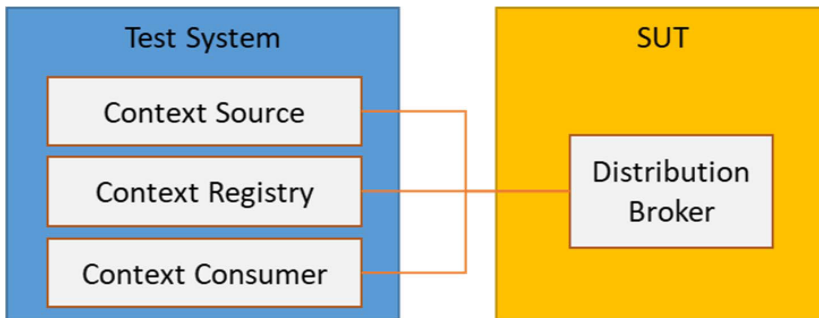 Test System
Context Source
Context Registry
Context Consumer
SUT
Distribution
Broker